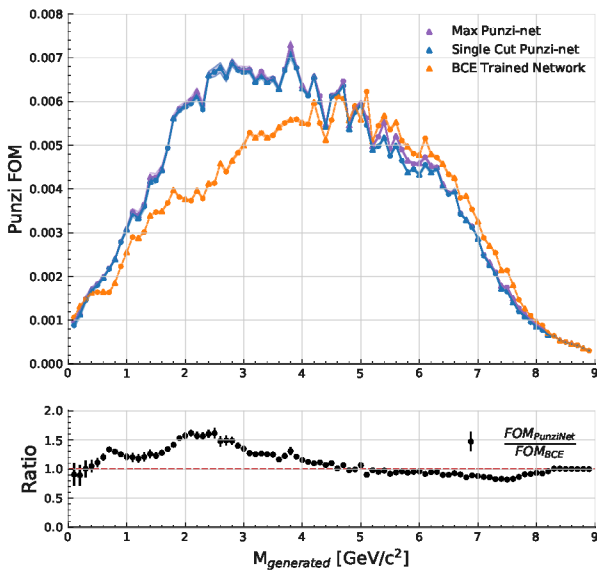 0.008
0.007
0.006
0.005
0.004
0.003
0.002
0.001
0.000
Punzi FOM
Max Punzi-net
Single Cut Punzi-net
BCE Trained Network
0 1 2 3 4 5 6 7 8 9
2.0
1.5
1.0
0.5
0.0
Ratio
FOM_PunziNet
FOM_BCE
0 1 2 3 4 5 6 7 8 9
M_generated [GeV/c²]